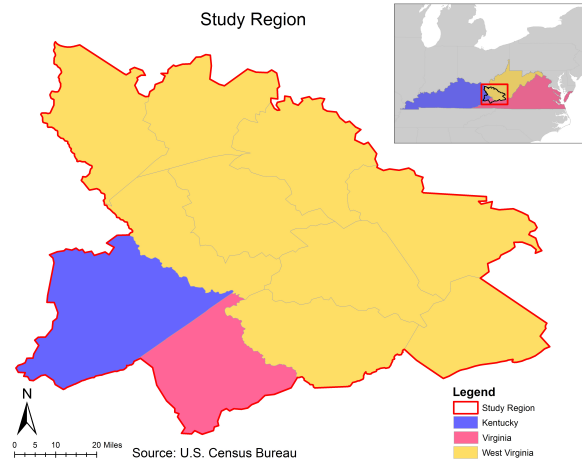 Study Region
Legend
Study Region
Kentucky
Virginia
West Virginia
N
0 5 10 20 Miles
Source: U.S. Census Bureau